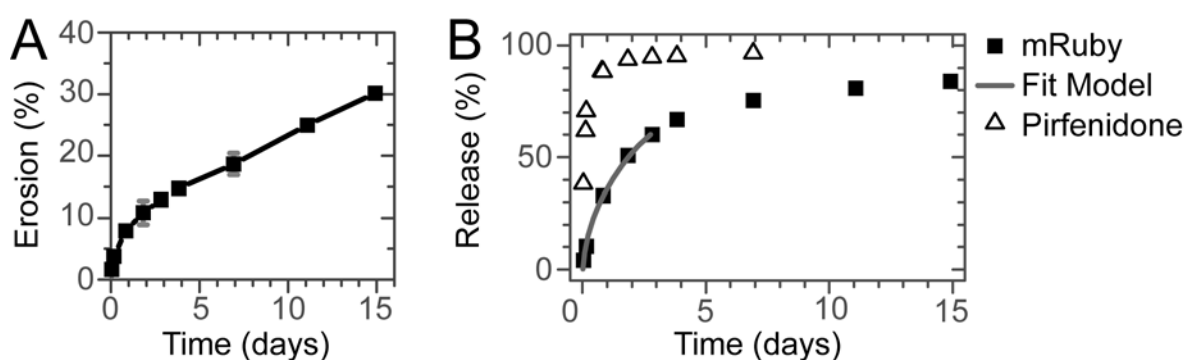 A
Erosion (%)
40
30
20
10
0
0 5 10 15
Time (days)
B
Release (%)
100
50
0
0 5 10 15
Time (days)
mRuby
Fit Model
Pirfenidone